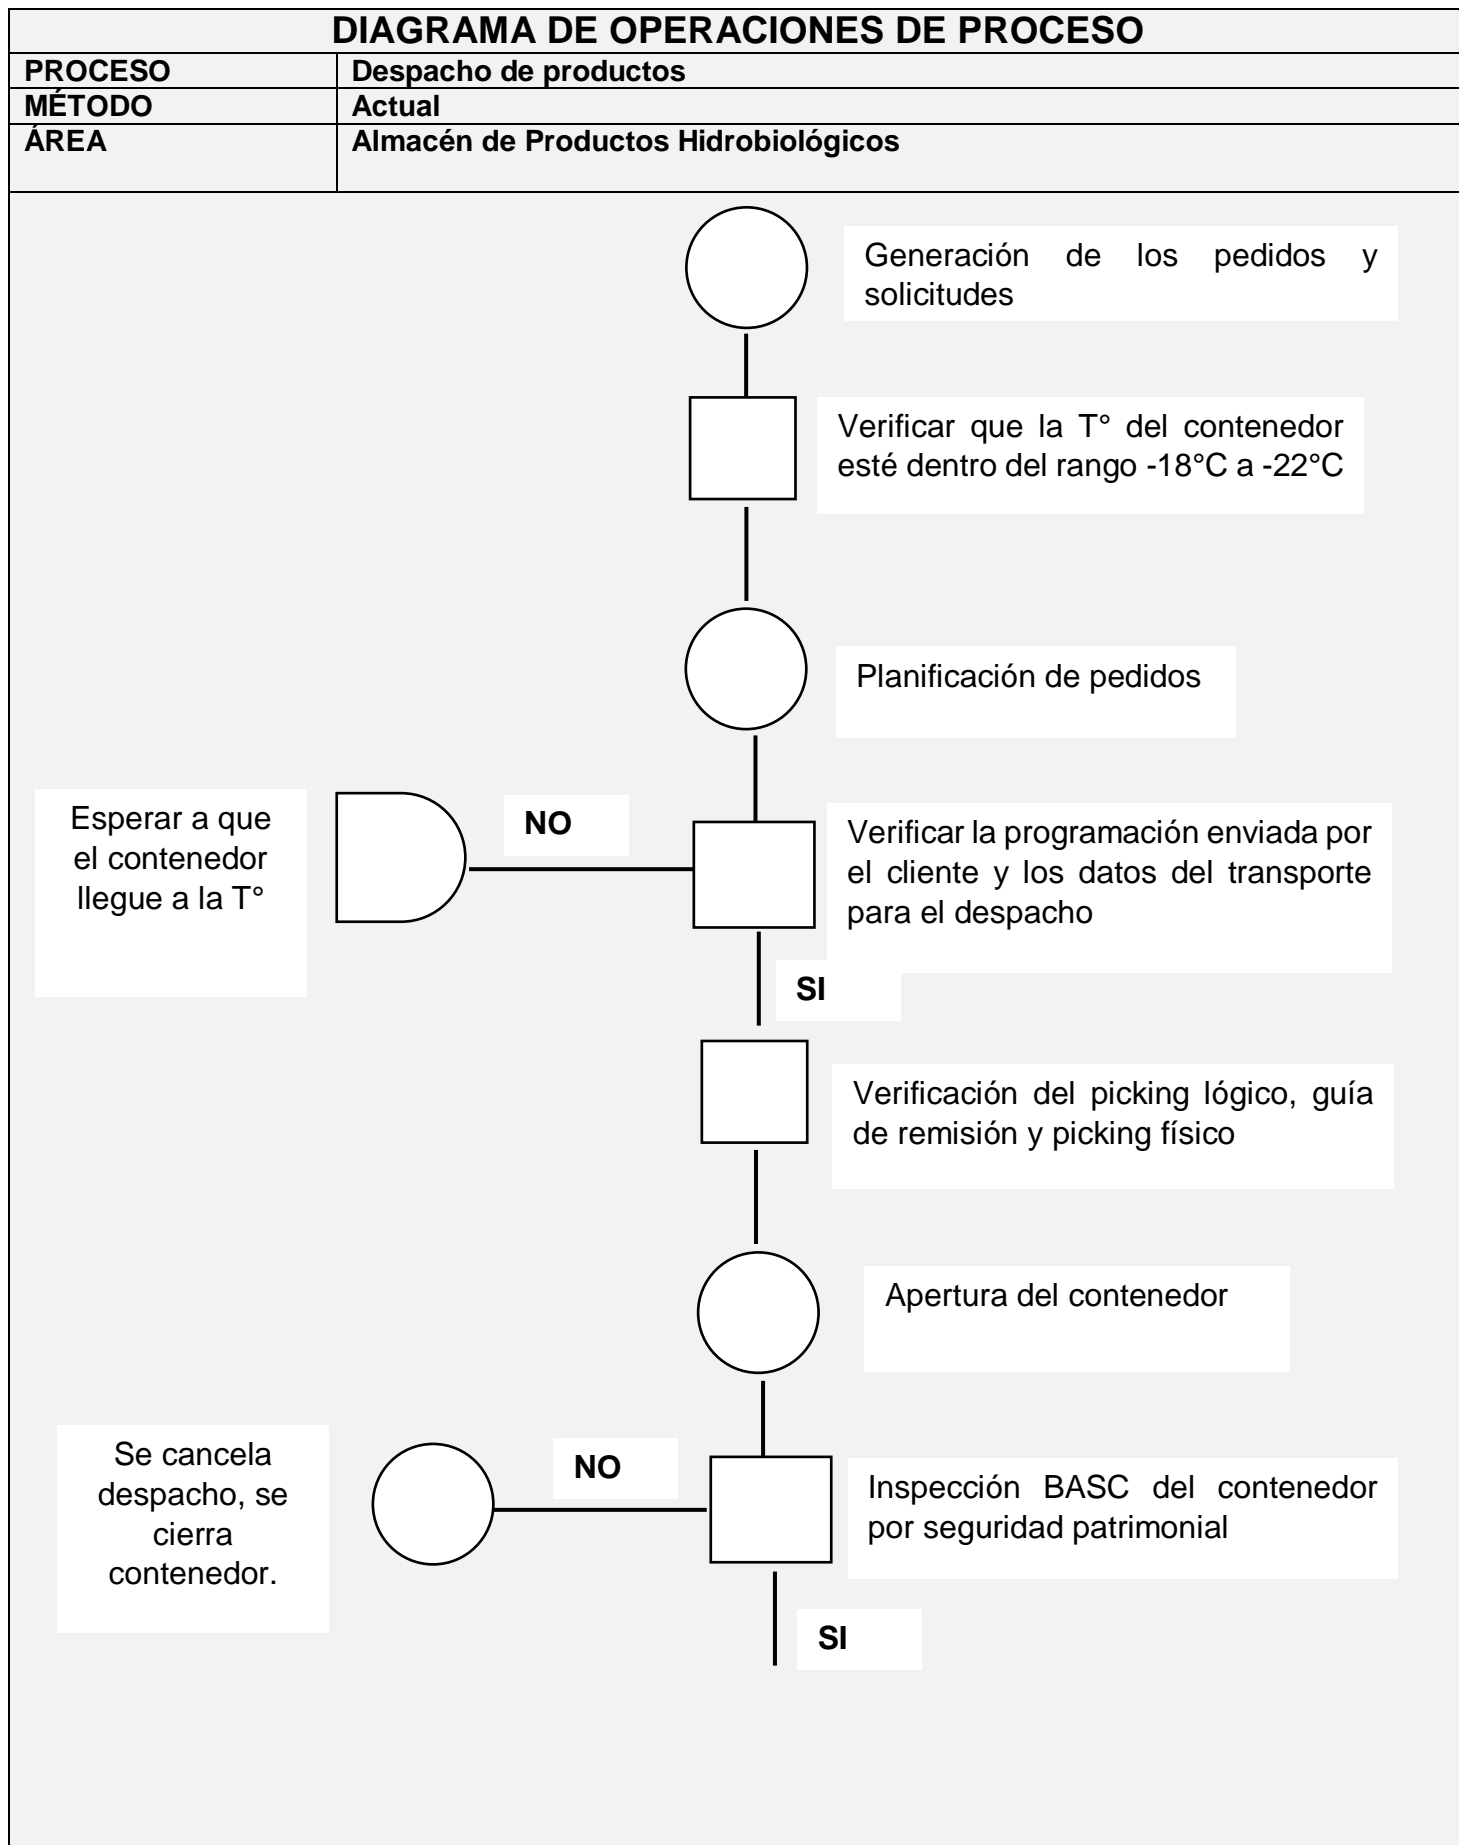 DIAGRAMA DE OPERACIONES DE PROCESO
PROCESO Despacho de productos
MÉTODO Actual
ÁREA Almacén de Productos Hidrobiológicos
Generación de los pedidos y
solicitudes
Verificar que la T° del contenedor
esté dentro del rango -18°C a -22°C
Planificación de pedidos
Esperar a que
el contenedor
llegue a la T°
NO
Verificar la programación enviada por
el cliente y los datos del transporte
para el despacho
SI
Verificación del picking lógico, guía
de remisión y picking físico
Apertura del contenedor
Se cancela
despacho, se
cierra
contenedor.
NO
Inspección BASC del contenedor
por seguridad patrimonial
SI